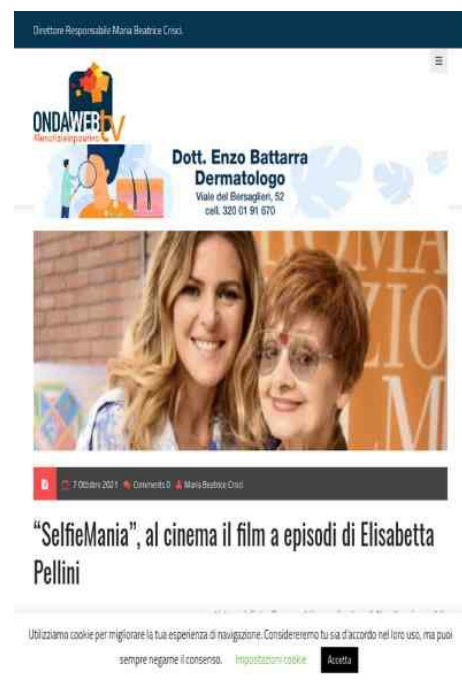 Direttore Responsabile Maria Beatrice Crisci
ONDAWEB TV
Dott. Enzo Battarra
Dermatologo
Viale dei Bersaglieri, 52
cell. 320 01 91 670
ROMA
ZIO
LM
7 Ottobre 2021 Comments 0 Maria Beatrice Crisci
“SelfieMania”, al cinema il film a episodi di Elisabetta
Pellini
Utilizziamo cookie per migliorare la tua esperienza di navigazione. Considereremo tu sia d'accordo nel loro uso, ma puoi
sempre negarne il consenso. Impostazioni cookie Accetta